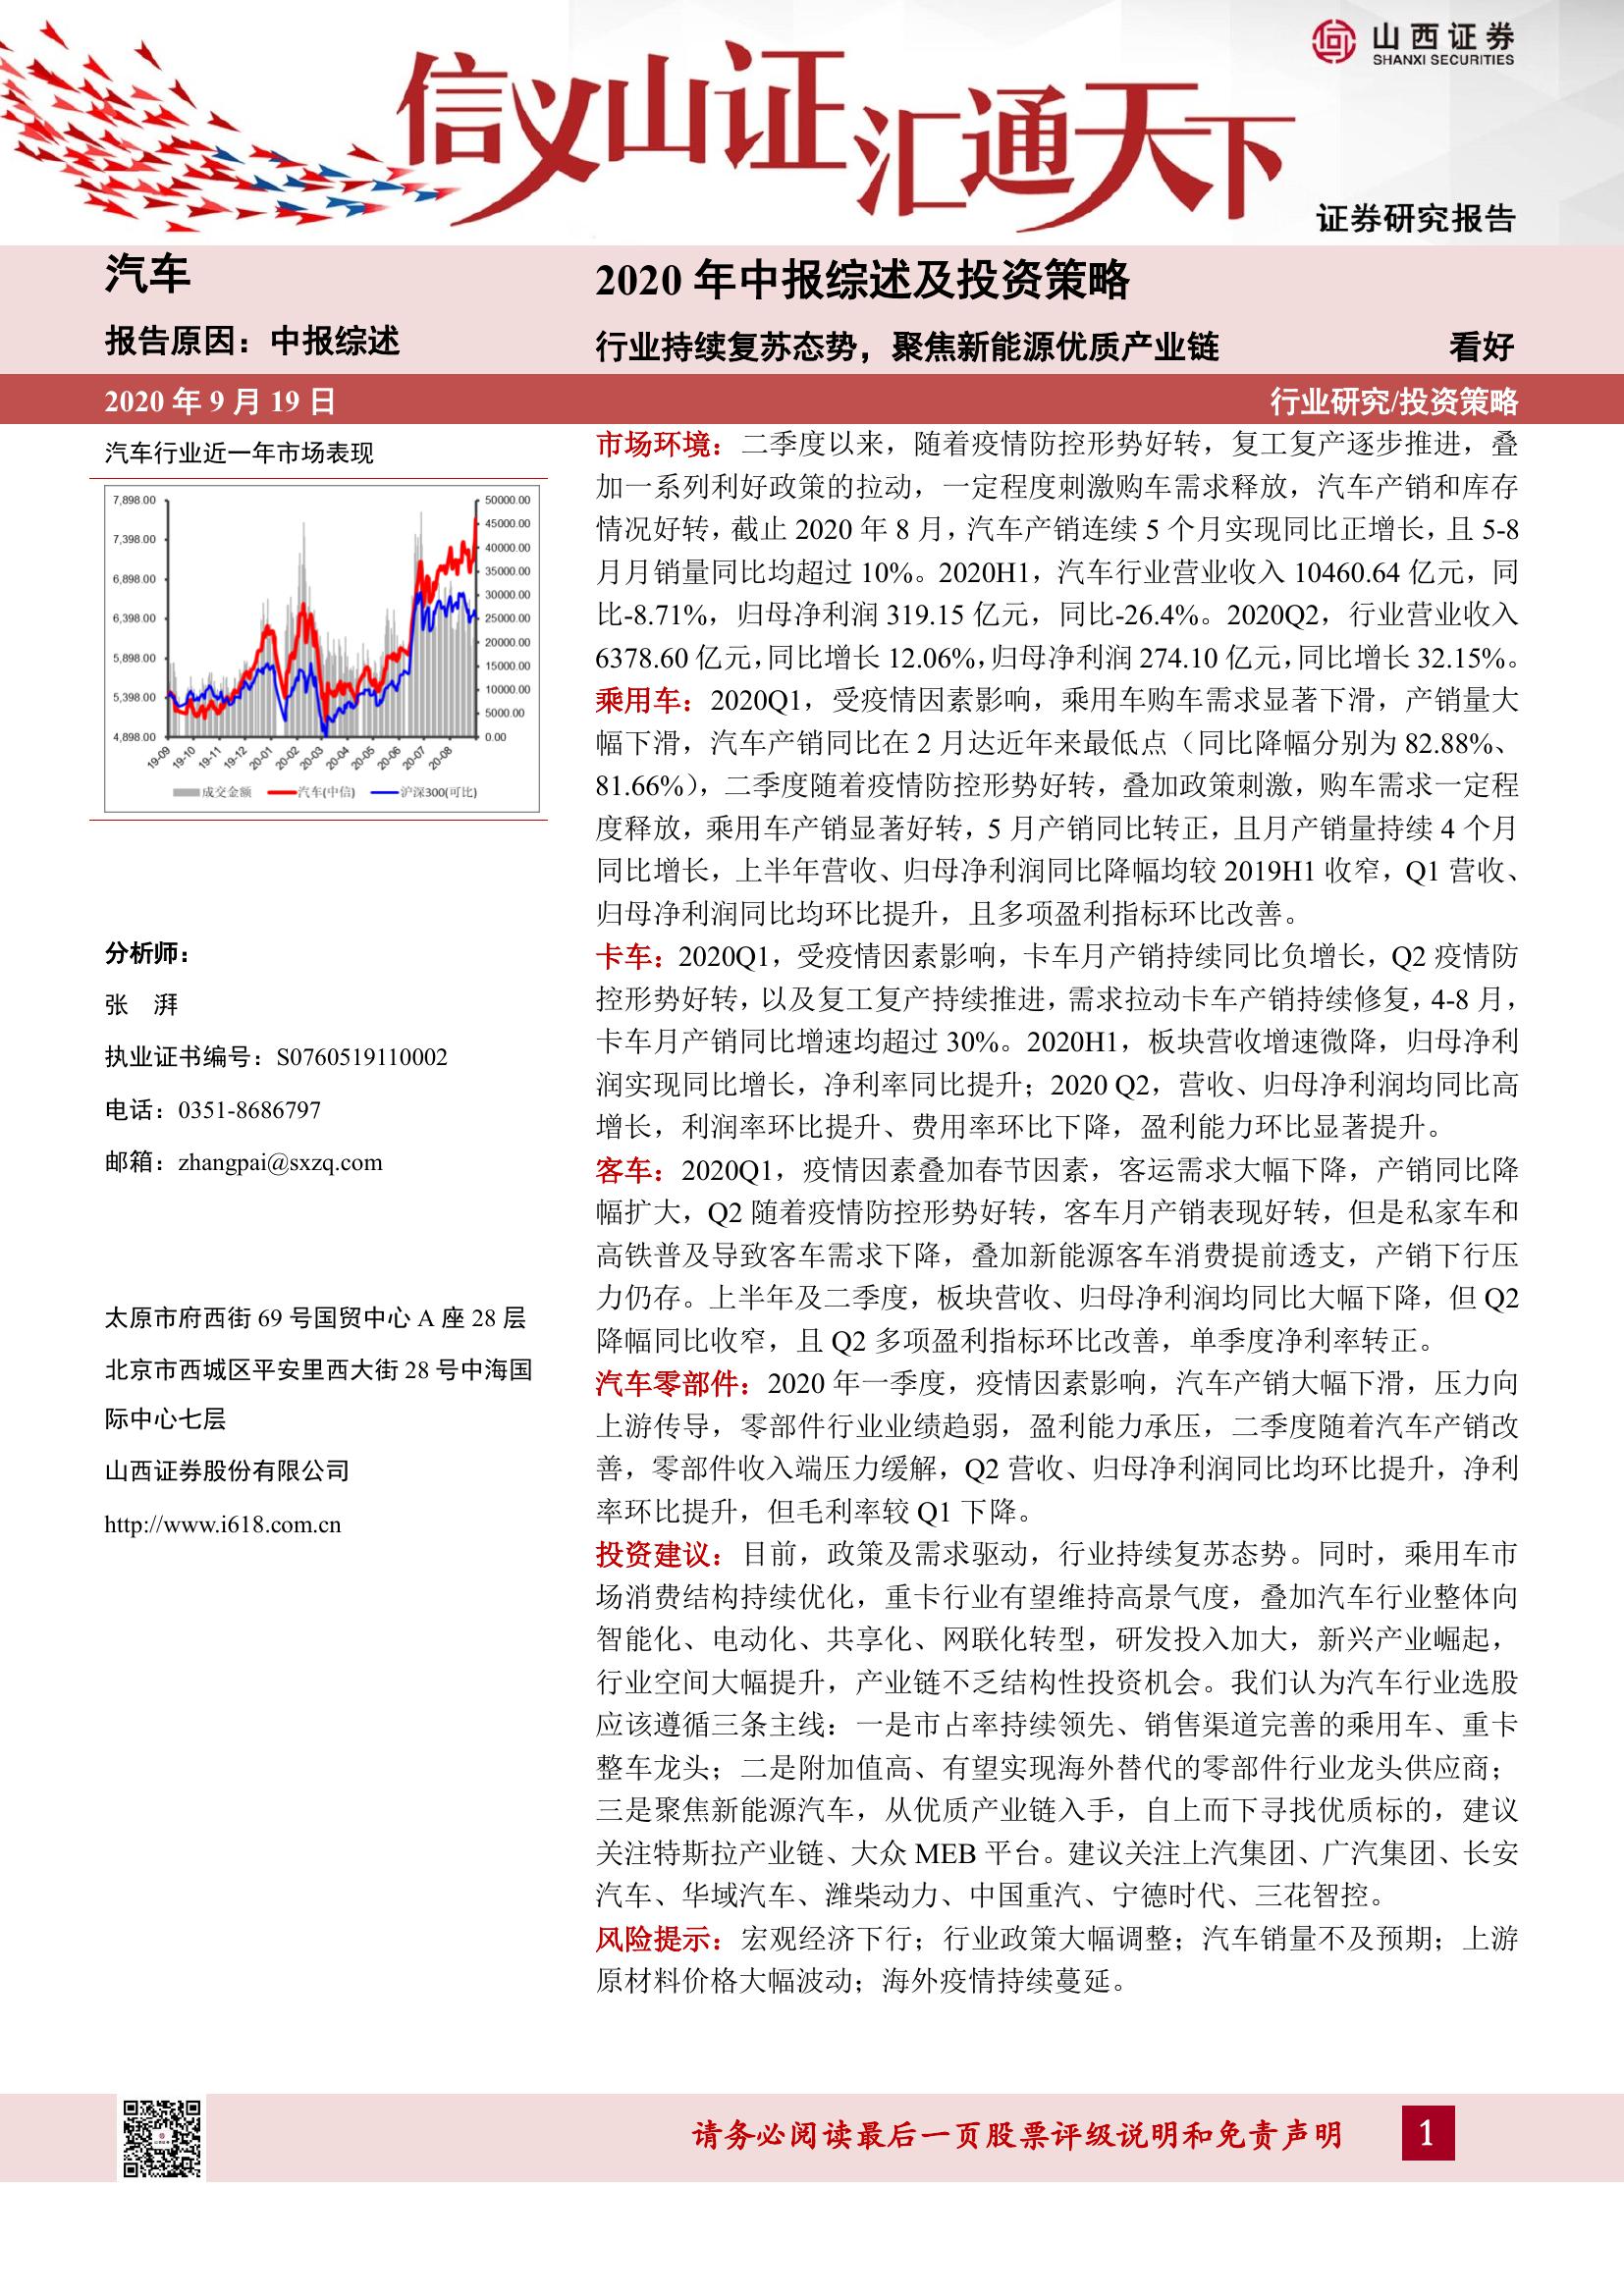 信义山证 汇通天下
山西证券
SHANXI SECURITIES
证券研究报告
汽车
报告原因：中报综述
2020 年中报综述及投资策略
行业持续复苏态势，聚焦新能源优质产业链
看好
2020 年 9 月 19 日
行业研究/投资策略
汽车行业近一年市场表现
7,898.00
7,398.00
6,898.00
6,398.00
5,898.00
5,398.00
4,898.00
50000.00
45000.00
40000.00
35000.00
30000.00
25000.00
20000.00
15000.00
10000.00
5000.00
0.00
19-09
19-10
19-11
19-12
20-01
20-02
20-03
20-04
20-05
20-06
20-07
20-08
成交金额
汽车(中信)
沪深300(可比)
分析师：
张 湃
执业证书编号：S0760519110002
电话：0351-8686797
邮箱：zhangpai@sxzq.com
太原市府西街 69 号国贸中心 A 座 28 层
北京市西城区平安里西大街 28 号中海国
际中心七层
山西证券股份有限公司
http://www.i618.com.cn
市场环境：二季度以来，随着疫情防控形势好转，复工复产逐步推进，叠
加一系列利好政策的拉动，一定程度刺激购车需求释放，汽车产销和库存
情况好转，截止 2020 年 8 月，汽车产销连续 5 个月实现同比正增长，且 5-8
月月销量同比均超过 10%。2020H1，汽车行业营业收入 10460.64 亿元，同
比-8.71%，归母净利润 319.15 亿元，同比-26.4%。2020Q2，行业营业收入
6378.60 亿元，同比增长 12.06%，归母净利润 274.10 亿元，同比增长 32.15%。
乘用车：2020Q1，受疫情因素影响，乘用车购车需求显著下滑，产销量大
幅下滑，汽车产销同比在 2 月达近年来最低点（同比降幅分别为 82.88%、
81.66%），二季度随着疫情防控形势好转，叠加政策刺激，购车需求一定程
度释放，乘用车产销显著好转，5 月产销同比转正，且月产销量持续 4 个月
同比增长，上半年营收、归母净利润同比降幅均较 2019H1 收窄，Q1 营收、
归母净利润同比均环比提升，且多项盈利指标环比改善。
卡车：2020Q1，受疫情因素影响，卡车月产销持续同比负增长，Q2 疫情防
控形势好转，以及复工复产持续推进，需求拉动卡车产销持续修复，4-8 月，
卡车月产销同比增速均超过 30%。2020H1，板块营收增速微降，归母净利
润实现同比增长，净利率同比提升；2020 Q2，营收、归母净利润均同比高
增长，利润率环比提升、费用率环比下降，盈利能力环比显著提升。
客车：2020Q1，疫情因素叠加春节因素，客运需求大幅下降，产销同比降
幅扩大，Q2 随着疫情防控形势好转，客车月产销表现好转，但是私家车和
高铁普及导致客车需求下降，叠加新能源客车消费提前透支，产销下行压
力仍存。上半年及二季度，板块营收、归母净利润均同比大幅下降，但 Q2
降幅同比收窄，且 Q2 多项盈利指标环比改善，单季度净利率转正。
汽车零部件：2020 年一季度，疫情因素影响，汽车产销大幅下滑，压力向
上游传导，零部件行业业绩趋弱，盈利能力承压，二季度随着汽车产销改
善，零部件收入端压力缓解，Q2 营收、归母净利润同比均环比提升，净利
率环比提升，但毛利率较 Q1 下降。
投资建议：目前，政策及需求驱动，行业持续复苏态势。同时，乘用车市
场消费结构持续优化，重卡行业有望维持高景气度，叠加汽车行业整体向
智能化、电动化、共享化、网联化转型，研发投入加大，新兴产业崛起，
行业空间大幅提升，产业链不乏结构性投资机会。我们认为汽车行业选股
应该遵循三条主线：一是市占率持续领先、销售渠道完善的乘用车、重卡
整车龙头；二是附加值高、有望实现海外替代的零部件行业龙头供应商；
三是聚焦新能源汽车，从优质产业链入手，自上而下寻找优质标的，建议
关注特斯拉产业链、大众 MEB 平台。建议关注上汽集团、广汽集团、长安
汽车、华域汽车、潍柴动力、中国重汽、宁德时代、三花智控。
风险提示：宏观经济下行；行业政策大幅调整；汽车销量不及预期；上游
原材料价格大幅波动；海外疫情持续蔓延。
请务必阅读最后一页股票评级说明和免责声明
1